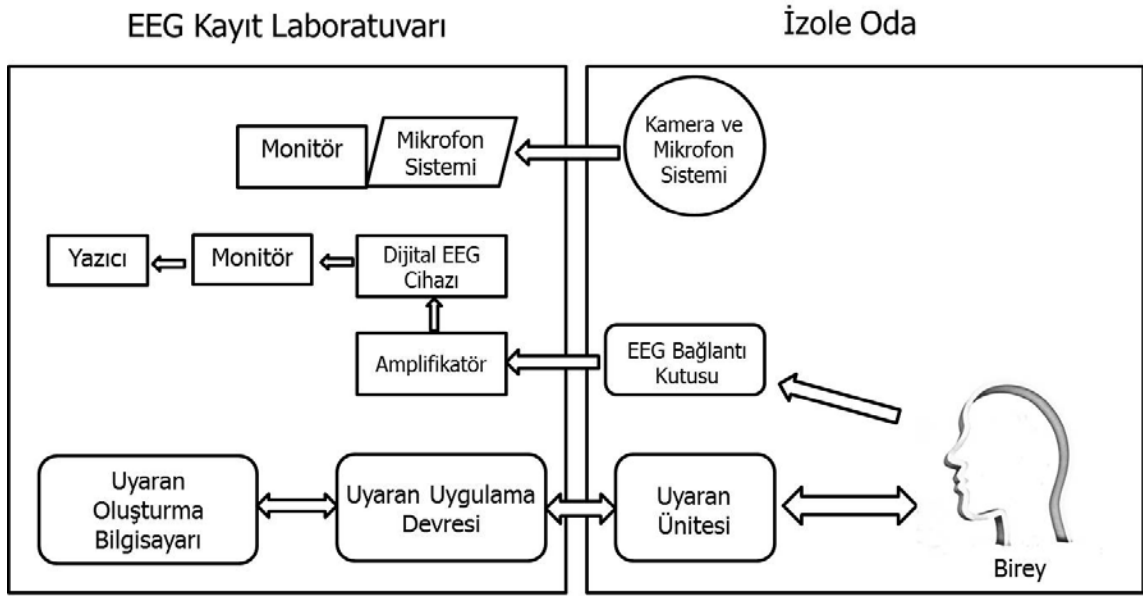 EEG Kayıt Laboratuvarı
İzole Oda
Monitör
Mikrofon
Sistemi
Kamera ve
Mikrofon
Sistemi
Yazıcı
Monitör
Dijital EEG
Cihazı
Amplifikatör
EEG Bağlantı
Kutusu
Uyaran
Oluşturma
Bilgisayarı
Uyaran Uygulama
Devresi
Uyaran
Ünitesi
Birey